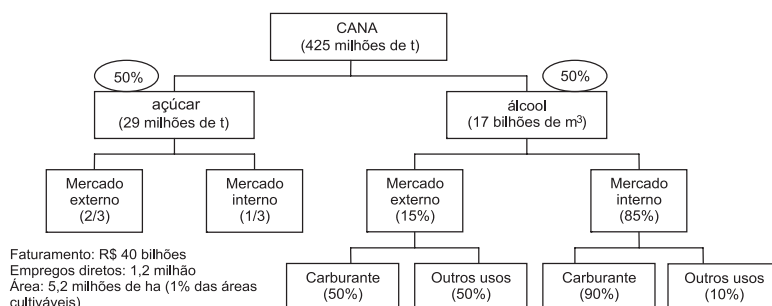 CANA
(425 milhões de t)
50%
50%
açúcar
(29 milhões de t)
álcool
(17 bilhões de m³)
Mercado
externo
(2/3)
Mercado
interno
(1/3)
Mercado
externo
(15%)
Mercado
interno
(85%)
Faturamento: R$ 40 bilhões
Empregos diretos: 1,2 milhão
Área: 5,2 milhões de ha (1% das áreas
cultiváveis)
Carburante
(50%)
Outros usos
(50%)
Carburante
(90%)
Outros usos
(10%)